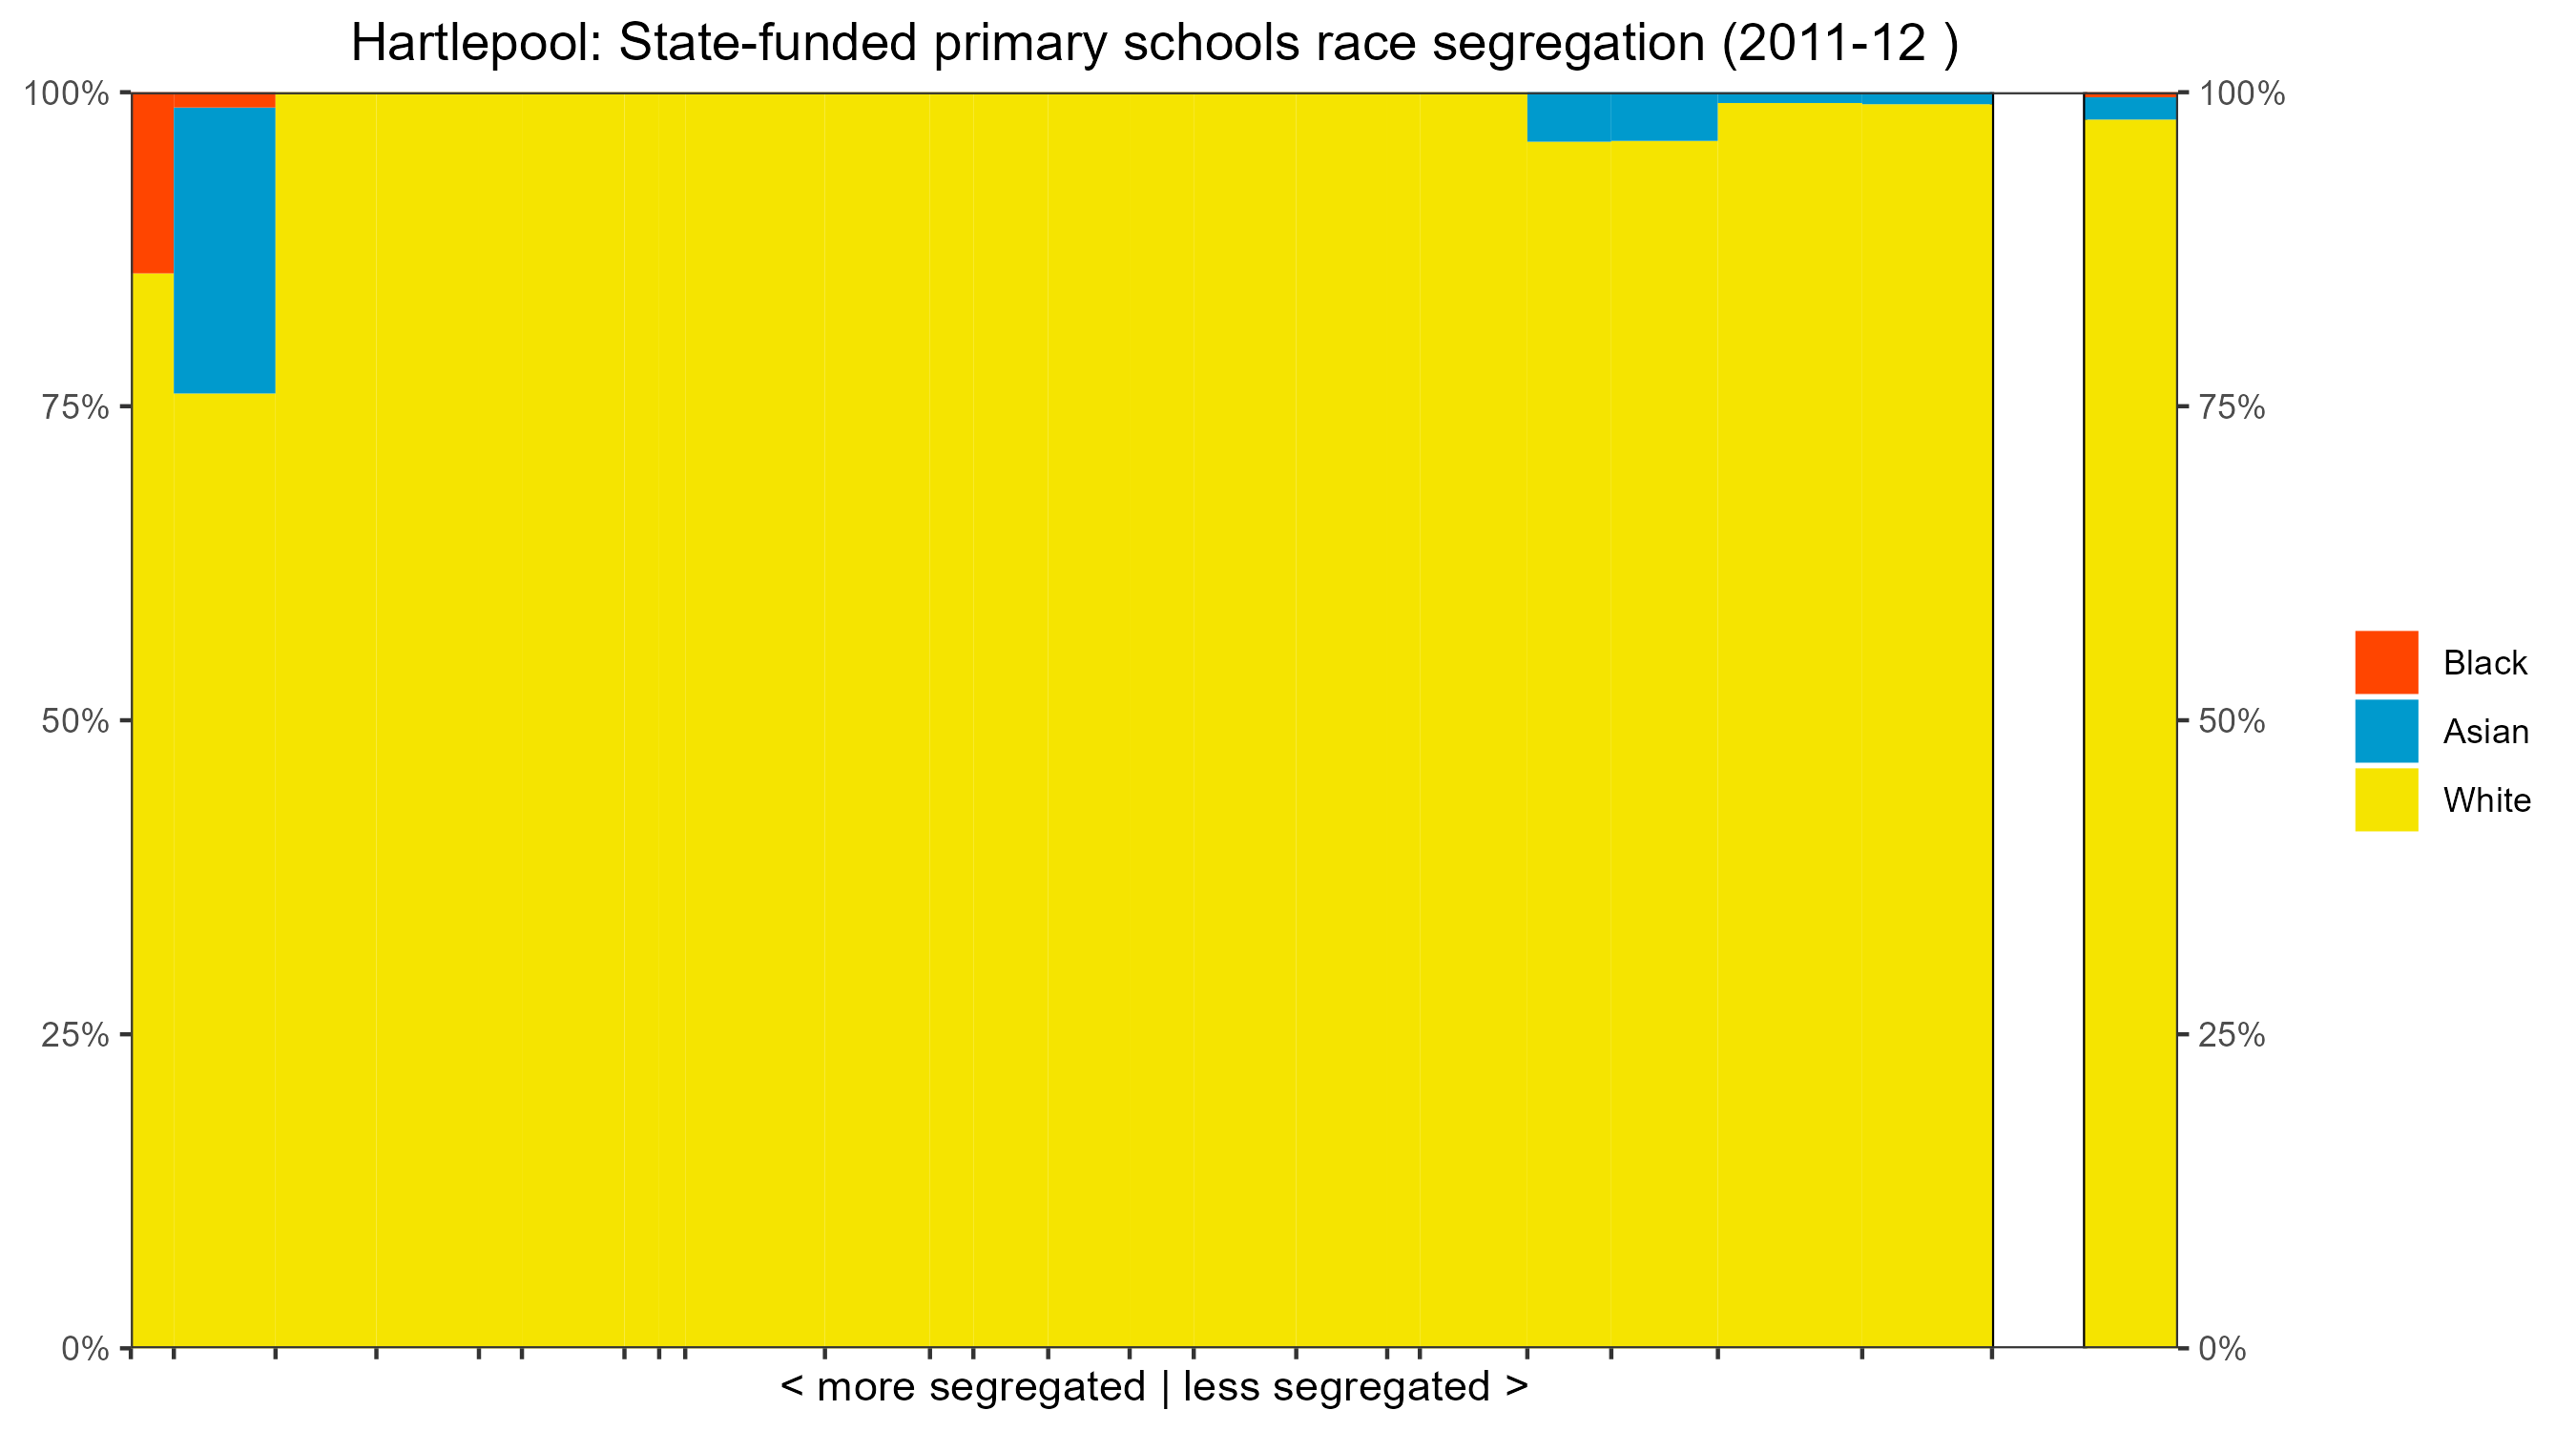 Hartlepool: State-funded primary schools race segregation (2011-12 )
100%
75%
50%
25%
0%
100%
75%
50%
25%
0%
Black
Asian
White
< more segregated | less segregated >